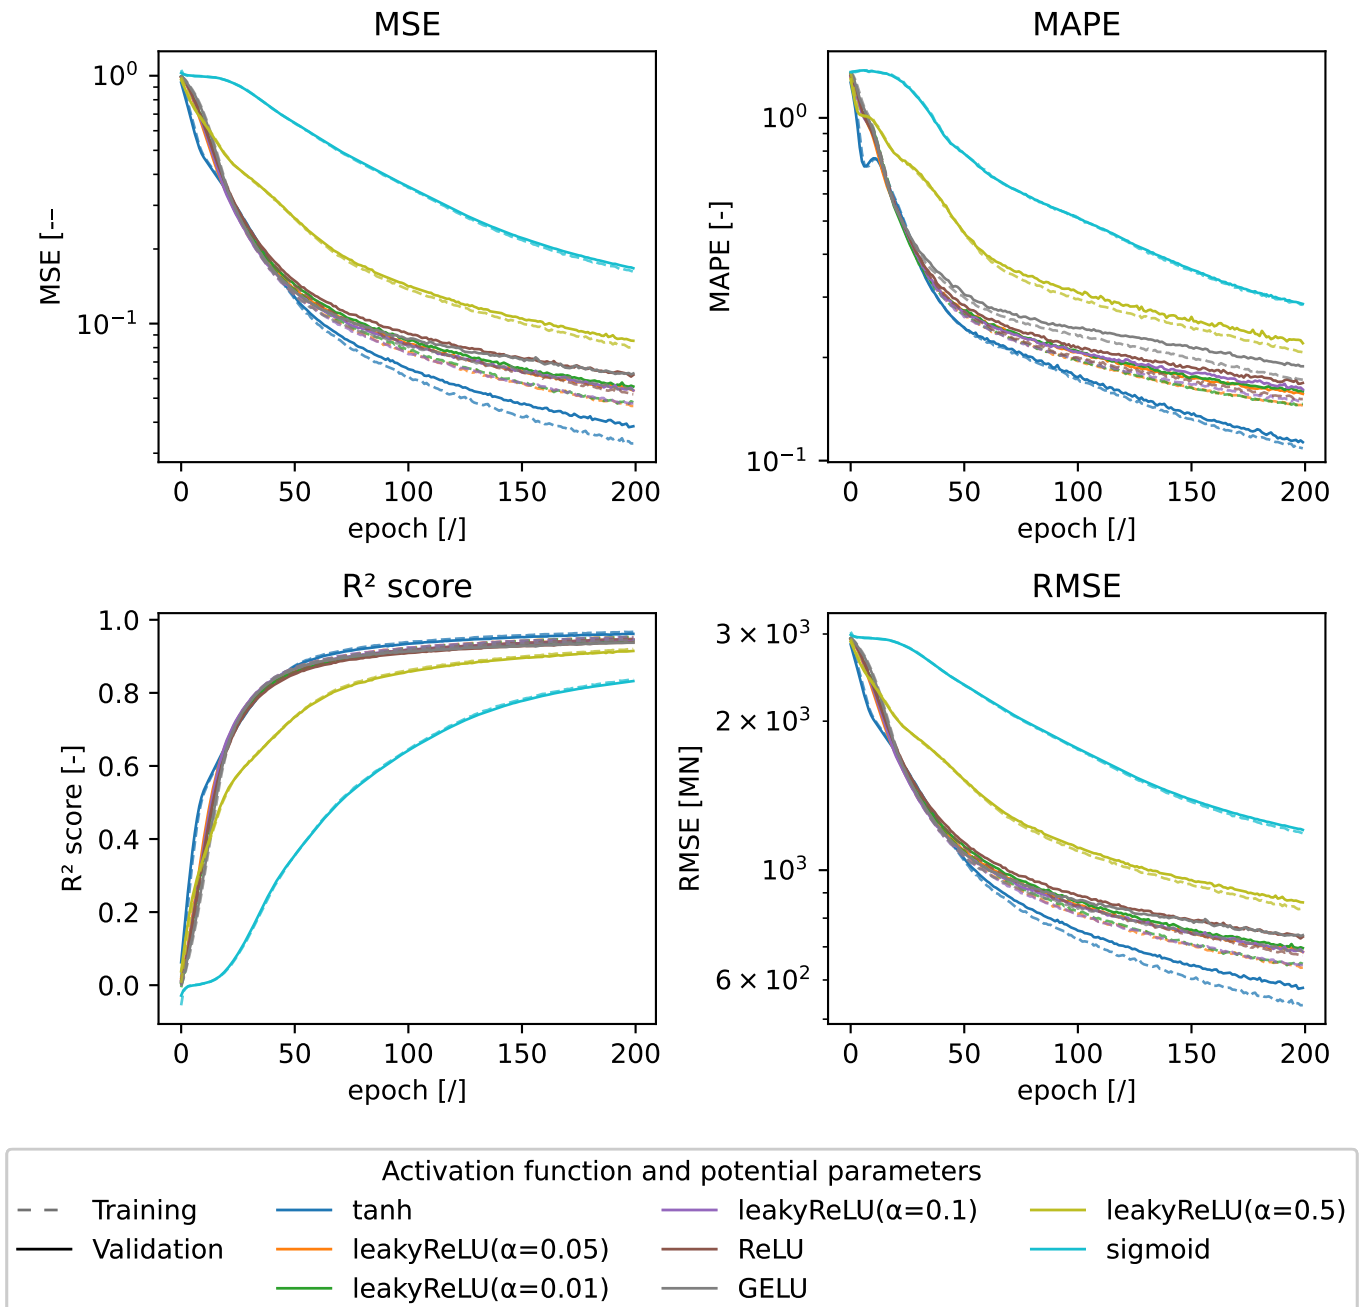 MSE
MSE [--
10⁰
10⁻¹
0 50 100 150 200
epoch [/]
MAPE
MAPE [-]
10⁰
10⁻¹
0 50 100 150 200
epoch [/]
R² score
R² score [-]
1.0
0.8
0.6
0.4
0.2
0.0
0 50 100 150 200
epoch [/]
RMSE
RMSE [MN]
3 × 10³
2 × 10³
10³
6 × 10²
0 50 100 150 200
epoch [/]
Activation function and potential parameters
Training
Validation
tanh
leakyReLU(α=0.05)
leakyReLU(α=0.01)
leakyReLU(α=0.1)
ReLU
GELU
leakyReLU(α=0.5)
sigmoid